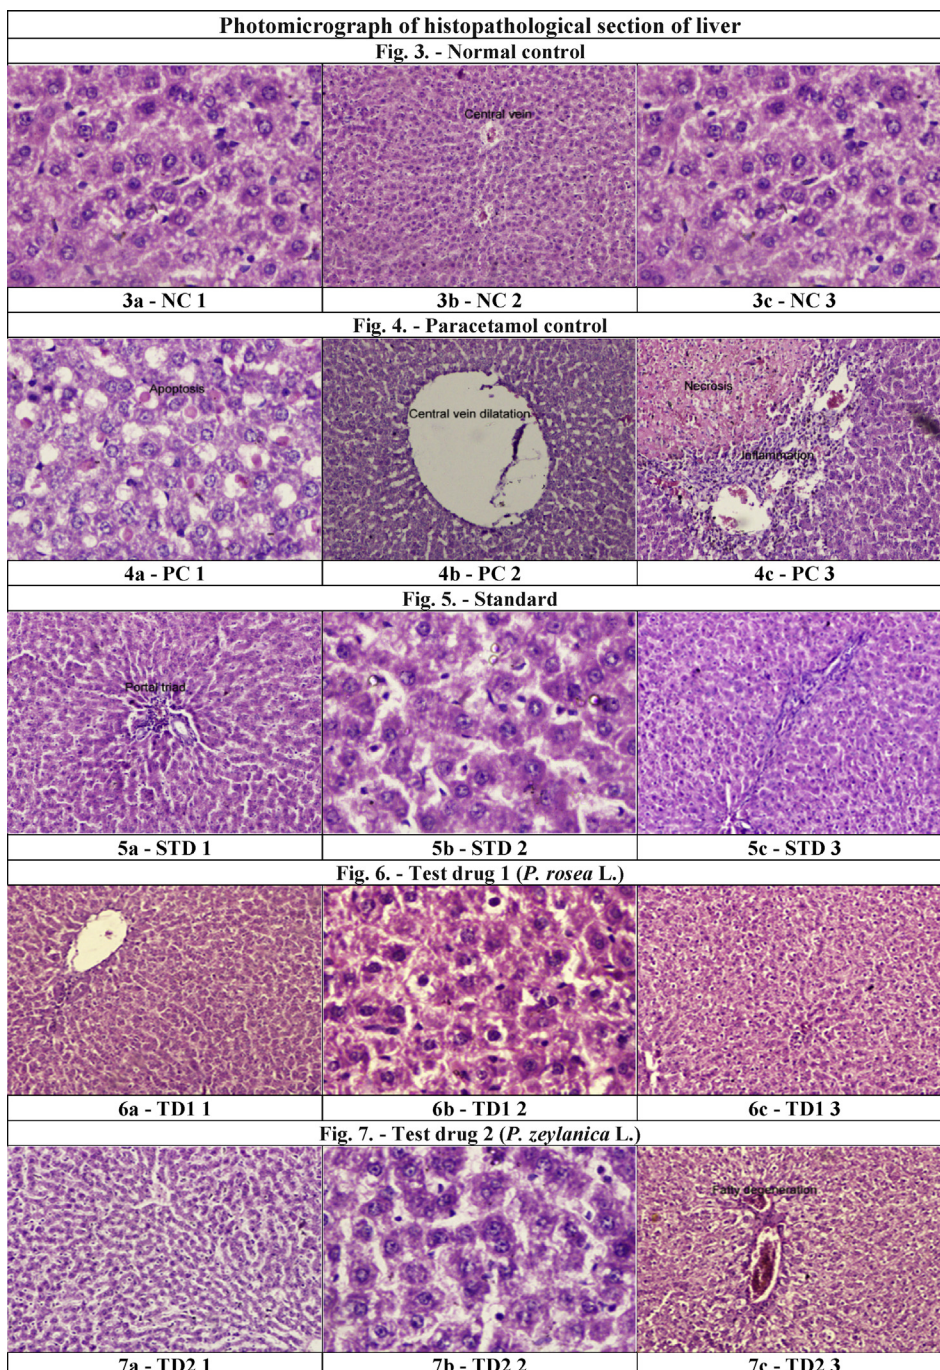 Photomicrograph of histopathological section of liver
Fig. 3. - Normal control
Central vein
3a - NC 1 3b - NC 2 3c - NC 3
Fig. 4. - Paracetamol control
Apoptosis Central vein dilatation Necrosis
Inflammation
4a - PC 1 4b - PC 2 4c - PC 3
Fig. 5. - Standard
Portal triad
5a - STD 1 5b - STD 2 5c - STD 3
Fig. 6. - Test drug 1 (P. rosea L.)
6a - TD1 1 6b - TD1 2 6c - TD1 3
Fig. 7. - Test drug 2 (P. zeylanica L.)
Fatty degeneration
7a - TD2 1 7b - TD2 2 7c - TD2 3